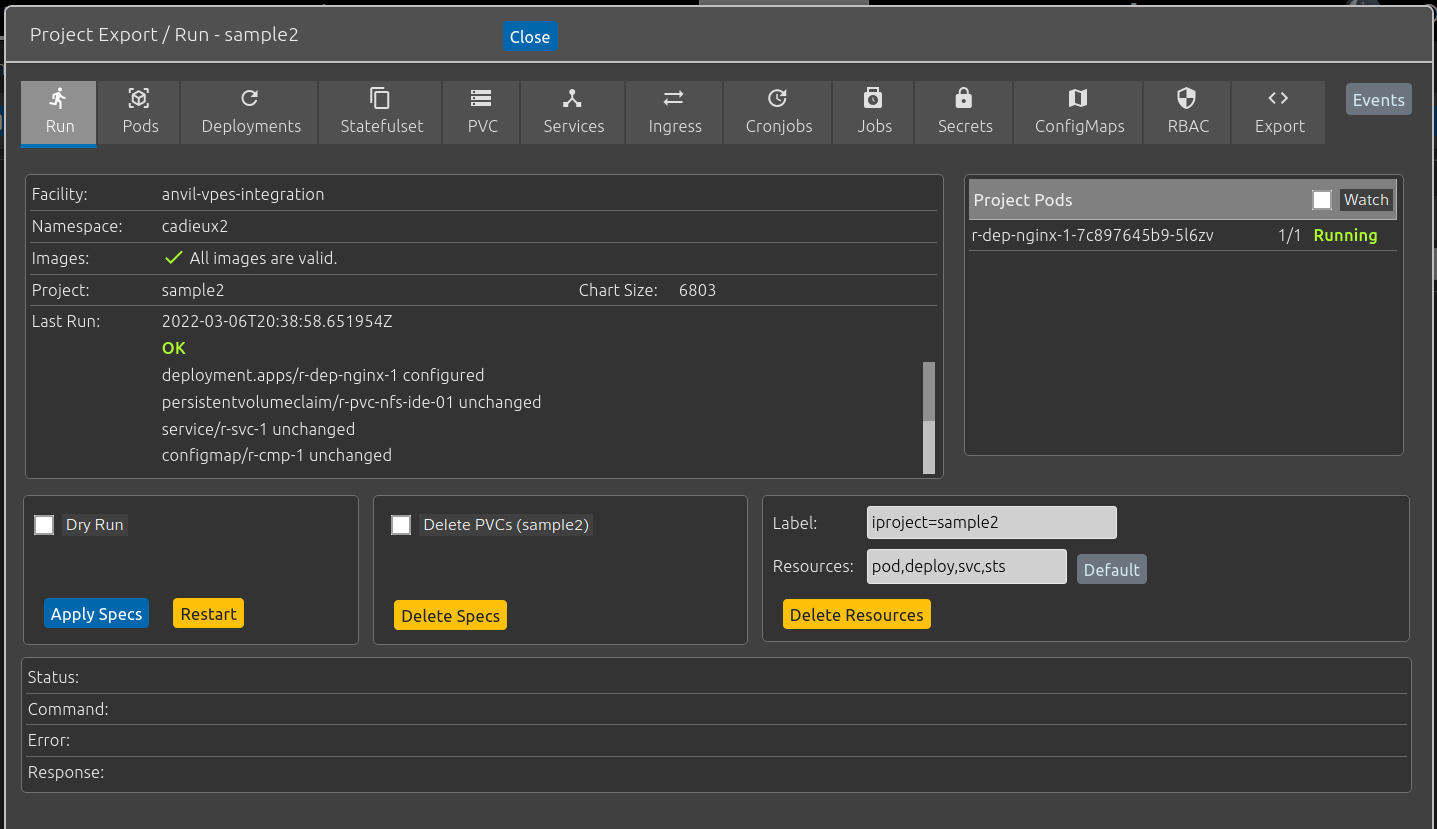 Project Export / Run - sample2
Close
Run
Pods
Deployments
Statefulset
PVC
Services
Ingress
Cronjobs
Jobs
Secrets
ConfigMaps
RBAC
Export
Events
Facility: anvil-vpes-integration
Namespace: cadieux2
Images: All images are valid.
Project: sample2 Chart Size: 6803
Last Run: 2022-03-06T20:38:58.651954Z
OK
deployment.apps/r-dep-nginx-1 configured
persistentvolumeclaim/r-pvc-nfs-ide-01 unchanged
service/r-svc-1 unchanged
configmap/r-cmp-1 unchanged
Project Pods Watch
r-dep-nginx-1-7c897645b9-5l6zv 1/1 Running
Dry Run
Apply Specs Restart
Delete PVCs (sample2)
Delete Specs
Label: iproject=sample2
Resources: pod,deploy,svc,sts Default
Delete Resources
Status:
Command:
Error:
Response: